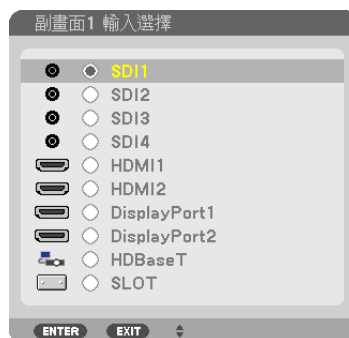 副畫面1 輸入選擇
SDI1
SDI2
SDI3
SDI4
HDMI1
HDMI2
DisplayPort1
DisplayPort2
HDBaseT
SLOT
ENTER EXIT